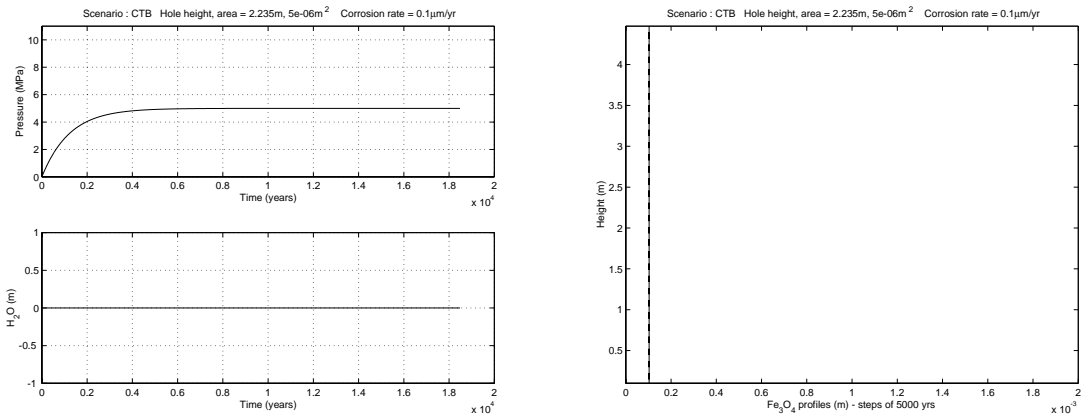 Scenario : CTB   Hole height, area = 2.235m, 5e-06m²   Corrosion rate = 0.1μm/yr
10
8
6
4
2
0
Pressure (MPa)
0 0.2 0.4 0.6 0.8 1 1.2 1.4 1.6 1.8 2
Time (years)
x 10⁴
1
0.5
0
-0.5
-1
H₂O (m)
0 0.2 0.4 0.6 0.8 1 1.2 1.4 1.6 1.8 2
Time (years)
x 10⁴
Scenario : CTB   Hole height, area = 2.235m, 5e-06m²   Corrosion rate = 0.1μm/yr
4
3.5
3
2.5
2
1.5
1
0.5
Height (m)
0 0.2 0.4 0.6 0.8 1 1.2 1.4 1.6 1.8 2
Fe₃O₄ profiles (m) - steps of 5000 yrs
x 10⁻³